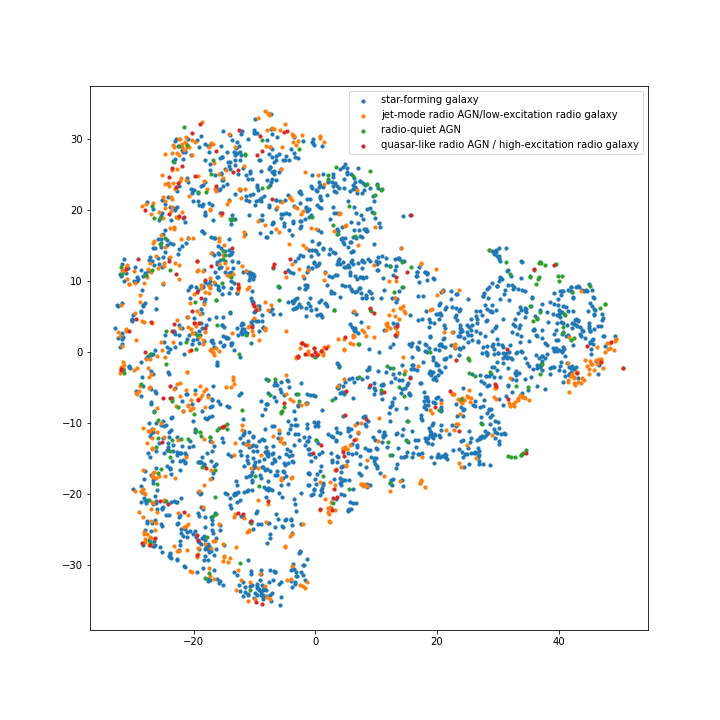 star-forming galaxy
jet-mode radio AGN/low-excitation radio galaxy
radio-quiet AGN
quasar-like radio AGN / high-excitation radio galaxy
30
20
10
0
−10
−20
−30
−20 0 20 40